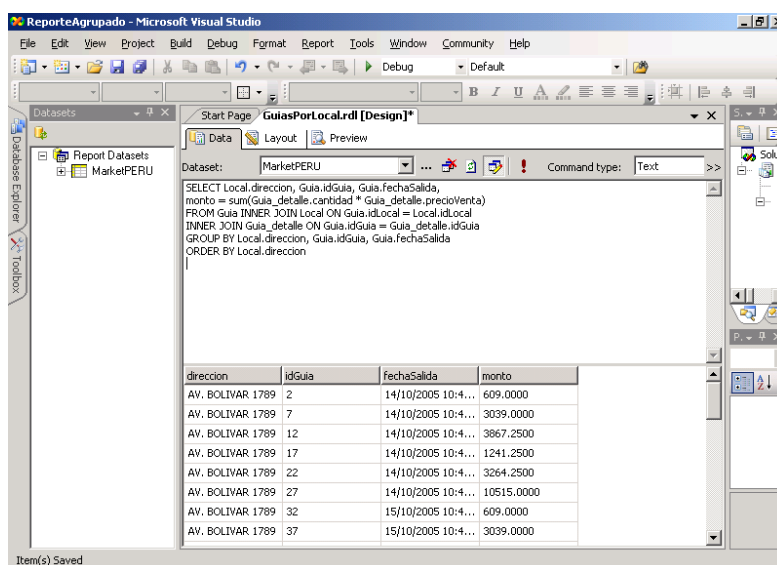 ReporteAgrupado - Microsoft Visual Studio
File Edit View Project Build Debug Format Report Tools Window Community Help
Debug Default
B I U A
Datasets
Start Page GuiasPorLocal.rdl [Design]*
S.
Database Explorer
Toolbox
Report Datasets
MarketPERU
Data Layout Preview
Dataset: MarketPERU ... Command type: Text >>
Solu
SELECT Local.direccion, Guia.idGuia, Guia.fechaSalida,
monto = sum(Guia_detalle.cantidad * Guia_detalle.precioVenta)
FROM Guia INNER JOIN Local ON Guia.idLocal = Local.idLocal
INNER JOIN Guia_detalle ON Guia.idGuia = Guia_detalle.idGuia
GROUP BY Local.direccion, Guia.idGuia, Guia.fechaSalida
ORDER BY Local.direccion
P.
direccion idGuia fechaSalida monto
AV. BOLIVAR 1789 2 14/10/2005 10:4... 609.0000
AV. BOLIVAR 1789 7 14/10/2005 10:4... 3039.0000
AV. BOLIVAR 1789 12 14/10/2005 10:4... 3867.2500
AV. BOLIVAR 1789 17 14/10/2005 10:4... 1241.2500
AV. BOLIVAR 1789 22 14/10/2005 10:4... 3264.2500
AV. BOLIVAR 1789 27 14/10/2005 10:4... 10515.0000
AV. BOLIVAR 1789 32 15/10/2005 10:4... 609.0000
AV. BOLIVAR 1789 37 15/10/2005 10:4... 3039.0000
Item(s) Saved